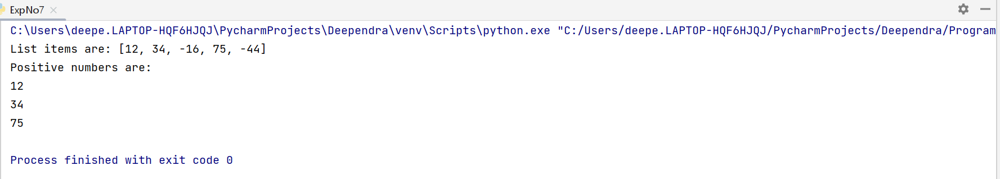 ExpNo7
C:\Users\deepe.LAPTOP-HQF6HJQJ\PycharmProjects\Deependra\venv\Scripts\python.exe "C:/Users/deepe.LAPTOP-HQF6HJQJ/PycharmProjects/Deependra/Program
List items are: [12, 34, -16, 75, -44]
Positive numbers are:
12
34
75
Process finished with exit code 0